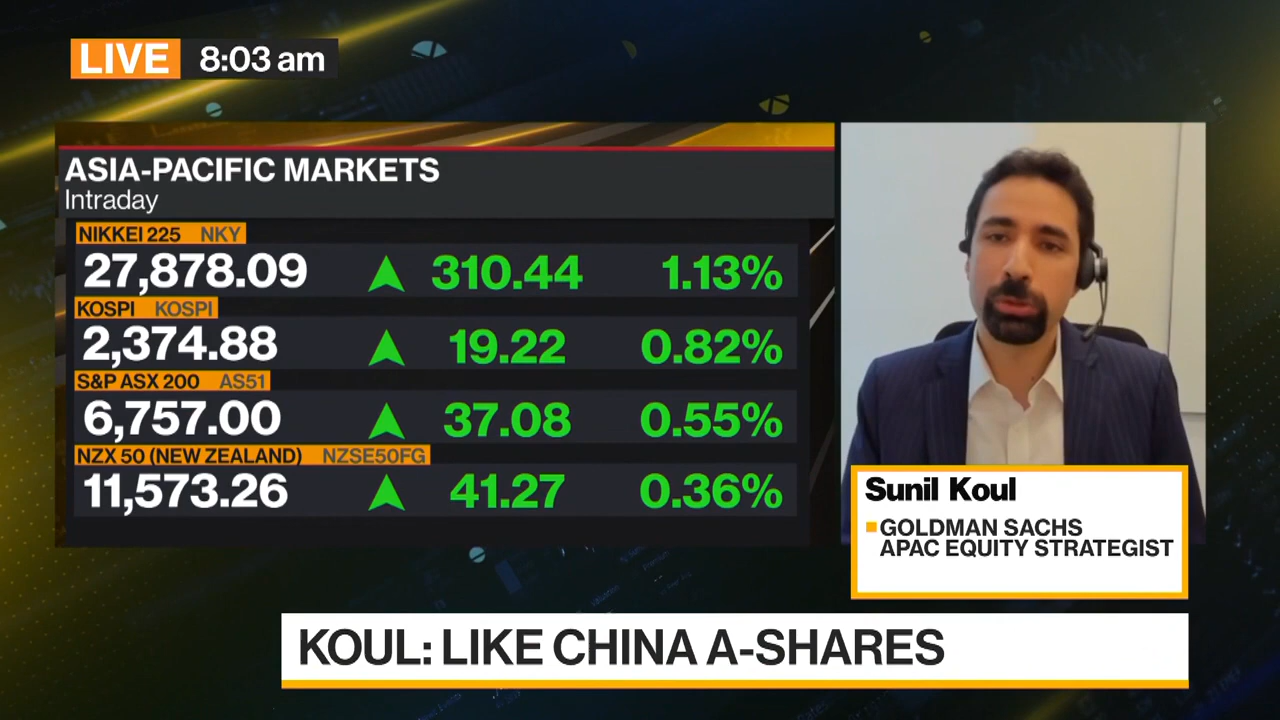 LIVE 8:03 am
ASIA-PACIFIC MARKETS
Intraday
NIKKEI 225 NKY
27,878.09 310.44 1.13%
KOSPI KOSPI
2,374.88 19.22 0.82%
S&P ASX 200 AS51
6,757.00 37.08 0.55%
NZX 50 (NEW ZEALAND) NZSE50FG
11,573.26 41.27 0.36%
Sunil Koul
GOLDMAN SACHS
APAC EQUITY STRATEGIST
KOUL: LIKE CHINA A-SHARES